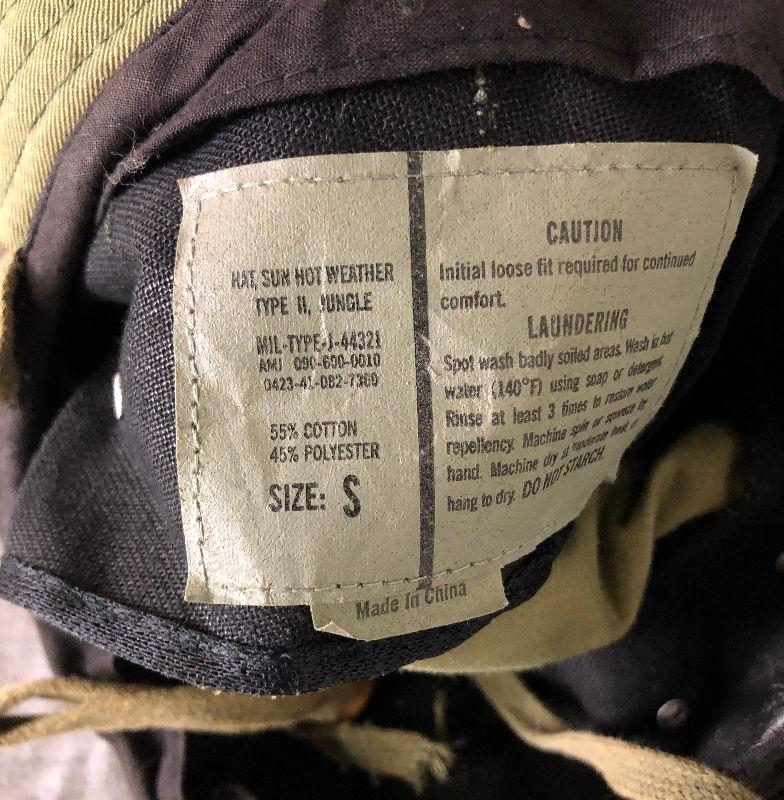 HAT, SUN HOT WEATHER
TYPE II, JUNGLE
MIL-TYPE-J-44321
AMJ 090-600-0010
0423-41-082-7360
55% COTTON
45% POLYESTER
SIZE: S
CAUTION
Initial loose fit required for continued
comfort.
LAUNDERING
Spot wash badly soiled areas. Wash in hot
water (140°F) using soap or detergent.
Rinse at least 3 times to restore water
repellency. Machine spin or squeeze by
hand. Machine dry at moderate heat or
hang to dry. DO NOT STARCH.
Made In China